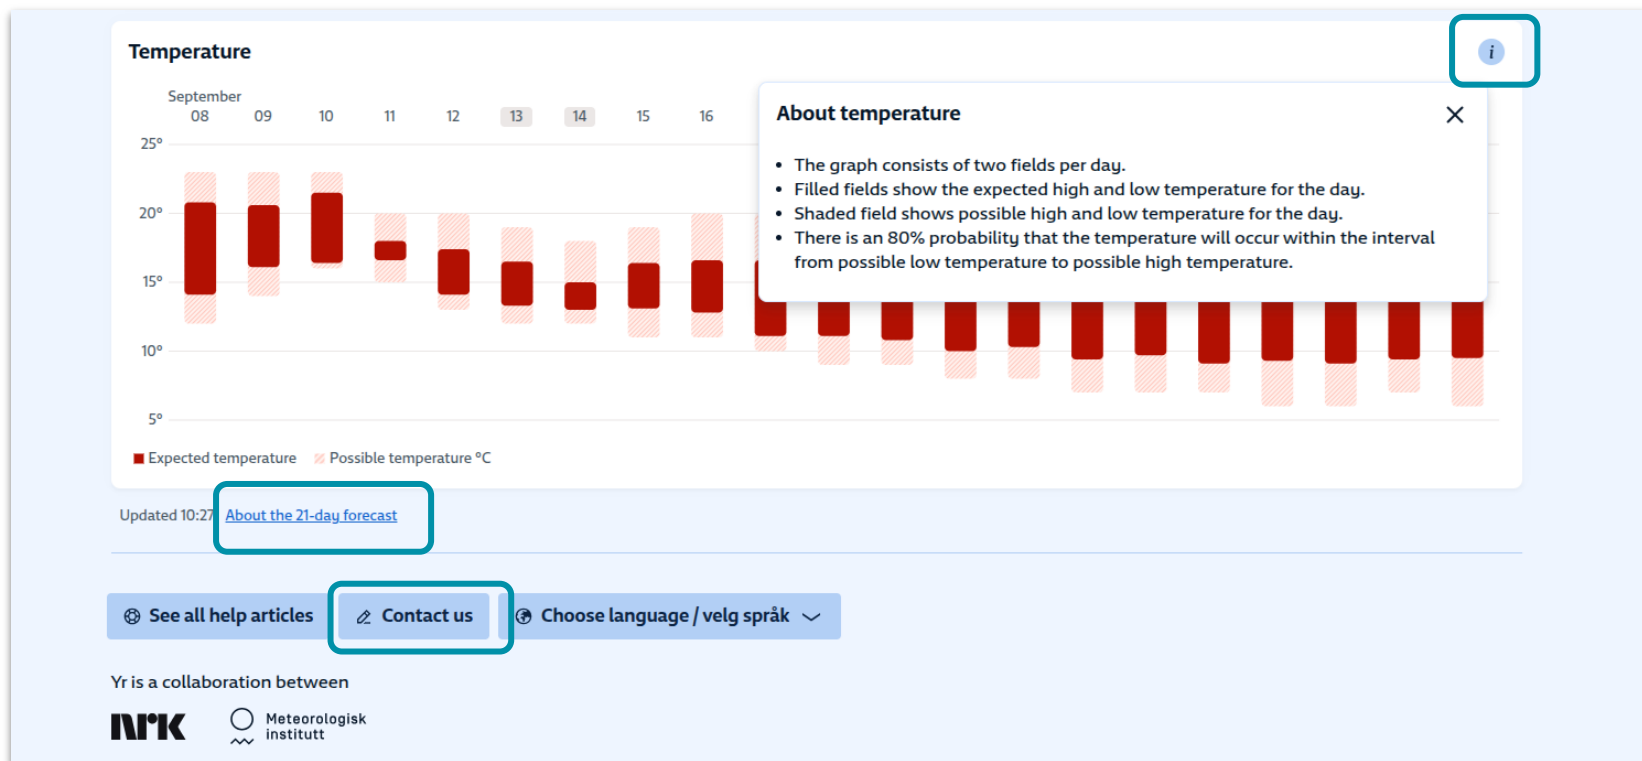 Temperature
i
September
08 09 10 11 12 13 14 15 16
25°
20°
15°
10°
5°
About temperature
• The graph consists of two fields per day.
• Filled fields show the expected high and low temperature for the day.
• Shaded field shows possible high and low temperature for the day.
• There is an 80% probability that the temperature will occur within the interval
from possible low temperature to possible high temperature.
Expected temperature Possible temperature °C
Updated 10:27 About the 21-day forecast
See all help articles Contact us Choose language / velg språk
Yr is a collaboration between
NRK Meteorologisk
institutt